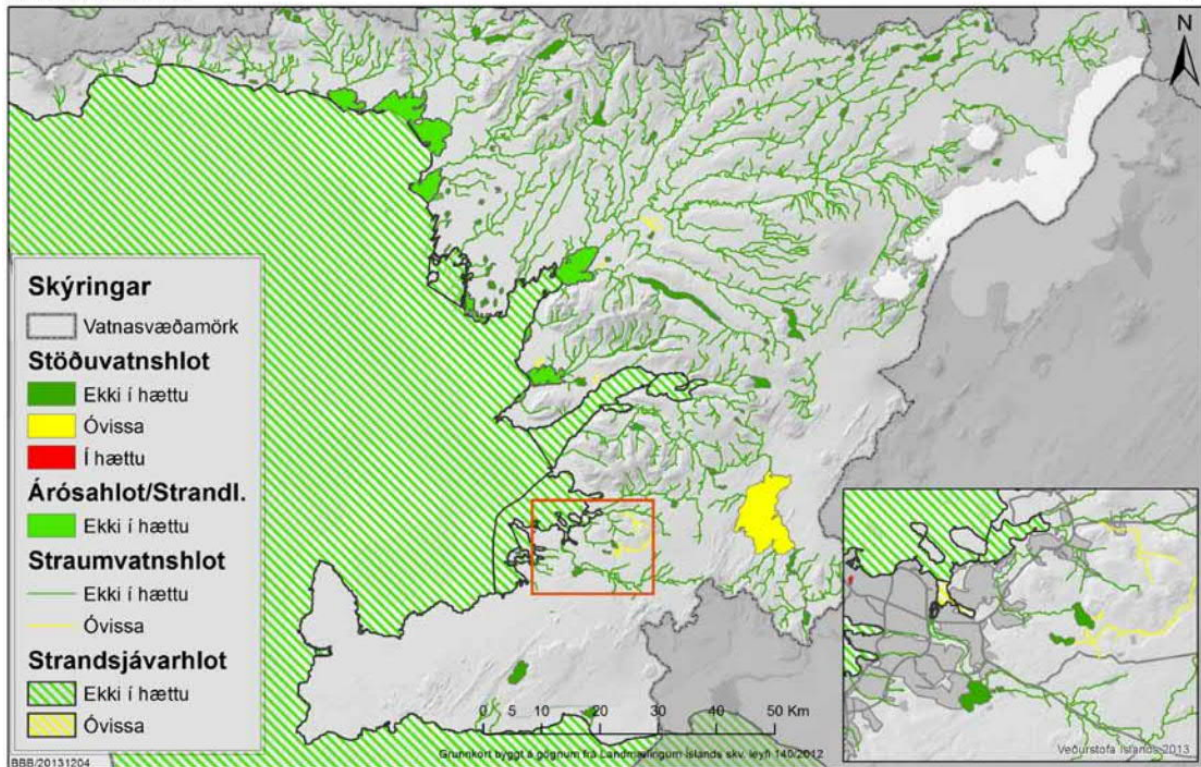 N
Skýringar
Vatnasvæðamörk
Stöðuvatnshlot
Ekki í hættu
Óvissa
Í hættu
Árósahlot/Strandl.
Ekki í hættu
Straumvatnshlot
Ekki í hættu
Óvissa
Strandsjávarhlot
Ekki í hættu
Óvissa
0 5 10 20 30 40 50 Km
Grunnkort byggt á gögnum frá Landmælingum Íslands skv. leyfi 140/2012
Veðurstofa Íslands 2013
BBB/20131204